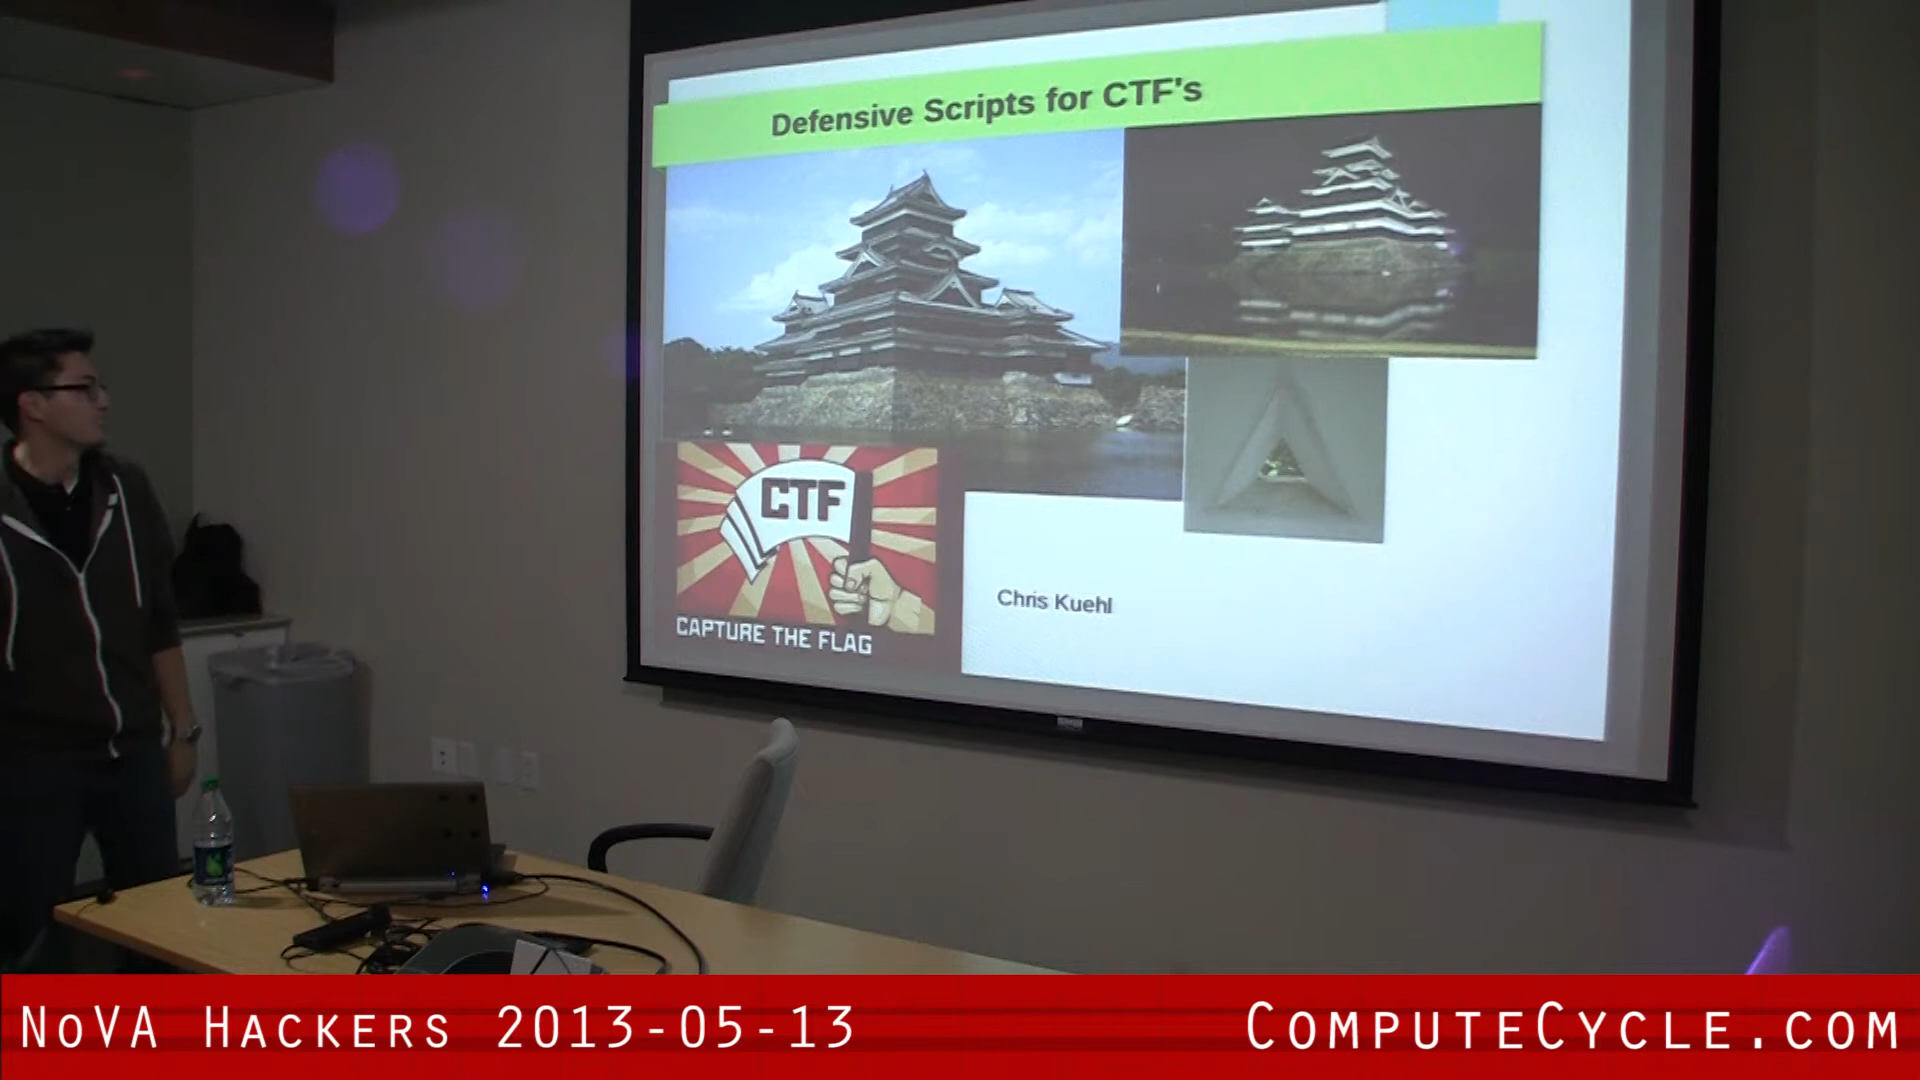 Defensive Scripts for CTF's
CTF
CAPTURE THE FLAG
Chris Kuehl
NoVA Hackers 2013-05-13
ComputeCycle.com